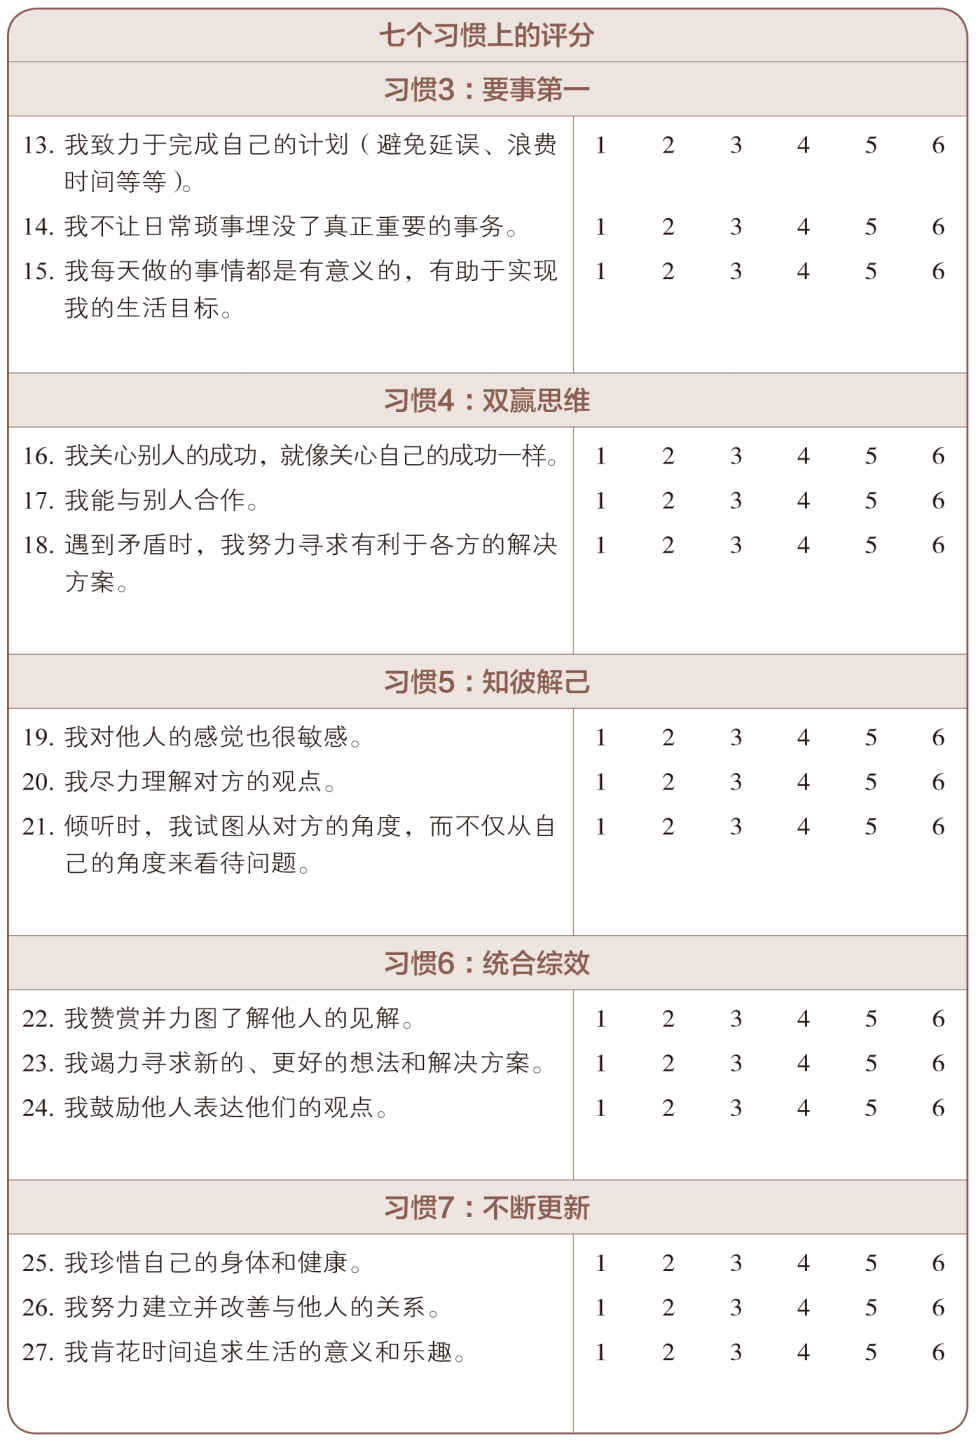 七个习惯上的评分
习惯3：要事第一
13. 我致力于完成自己的计划（避免延误、浪费 1 2 3 4 5 6
时间等等）。
14. 我不让日常琐事埋没了真正重要的事务。 1 2 3 4 5 6
15. 我每天做的事情都是有意义的，有助于实现 1 2 3 4 5 6
我的生活目标。
习惯4：双赢思维
16. 我关心别人的成功，就像关心自己的成功一样。 1 2 3 4 5 6
17. 我能与别人合作。 1 2 3 4 5 6
18. 遇到矛盾时，我努力寻求有利于各方的解决 1 2 3 4 5 6
方案。
习惯5：知彼解己
19. 我对他人的感觉也很敏感。 1 2 3 4 5 6
20. 我尽力理解对方的观点。 1 2 3 4 5 6
21. 倾听时，我试图从对方的角度，而不仅从自 1 2 3 4 5 6
己的角度来看待问题。
习惯6：统合综效
22. 我赞赏并力图了解他人的见解。 1 2 3 4 5 6
23. 我竭力寻求新的、更好的想法和解决方案。 1 2 3 4 5 6
24. 我鼓励他人表达他们的观点。 1 2 3 4 5 6
习惯7：不断更新
25. 我珍惜自己的身体和健康。 1 2 3 4 5 6
26. 我努力建立并改善与他人的关系。 1 2 3 4 5 6
27. 我肯花时间追求生活的意义和乐趣。 1 2 3 4 5 6